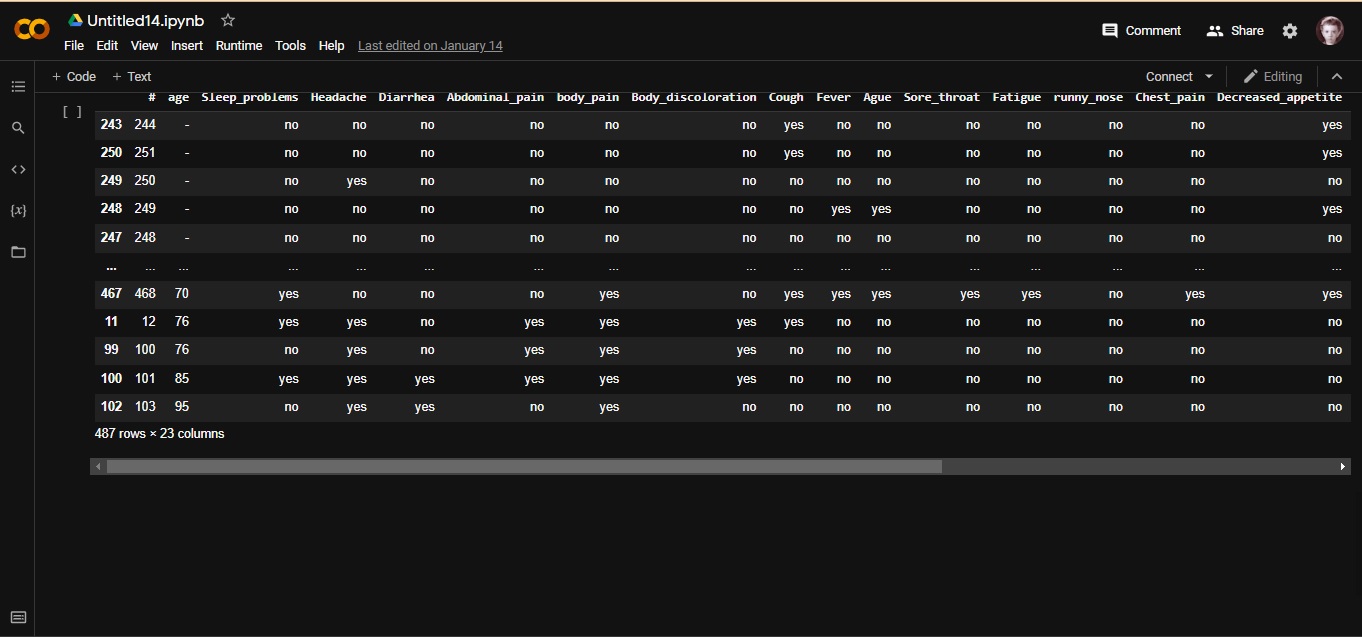 Untitled14.ipynb
File Edit View Insert Runtime Tools Help Last edited on January 14
Comment Share
+ Code + Text
Connect Editing
# age Sleep_problems Headache Diarrhea Abdominal_pain body_pain Body_discoloration Cough Fever Ague Sore_throat Fatigue runny_nose Chest_pain Decreased_appetite
[ ]
243 244 - no no no no no no yes no no no no no no yes
250 251 - no no no no no no yes no no no no no no yes
249 250 - no yes no no no no no no no no no no no no
248 249 - no no no no no no no yes yes no no no no yes
247 248 - no no no no no no no no no no no no no no
... ... ... ... ... ... ... ... ... ... ... ... ... ... ... ... ...
467 468 70 yes no no no yes no yes yes yes yes yes no yes yes
11 12 76 yes yes no yes yes yes yes no no no no no no no
99 100 76 no yes no yes yes yes no no no no no no no no
100 101 85 yes yes yes yes yes yes no no no no no no no no
102 103 95 no yes yes no yes no no no no no no no no no
487 rows × 23 columns